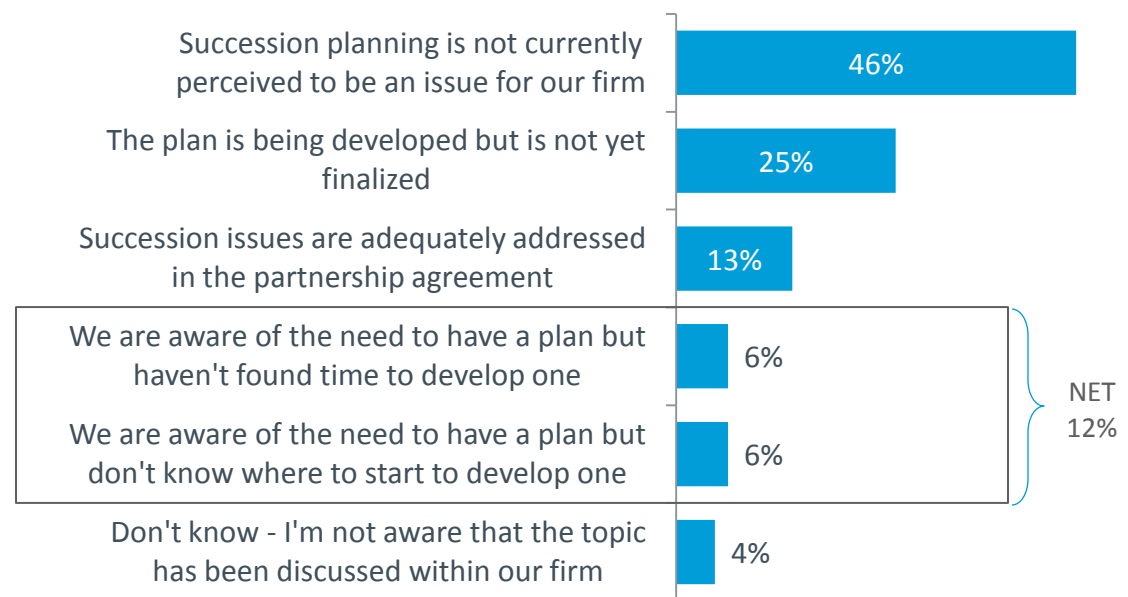 Succession planning is not currently
perceived to be an issue for our firm
46%
The plan is being developed but is not yet
finalized
25%
Succession issues are adequately addressed
in the partnership agreement
13%
We are aware of the need to have a plan but
haven't found time to develop one
6%
We are aware of the need to have a plan but
don't know where to start to develop one
6%
NET
12%
Don't know - I'm not aware that the topic
has been discussed within our firm
4%